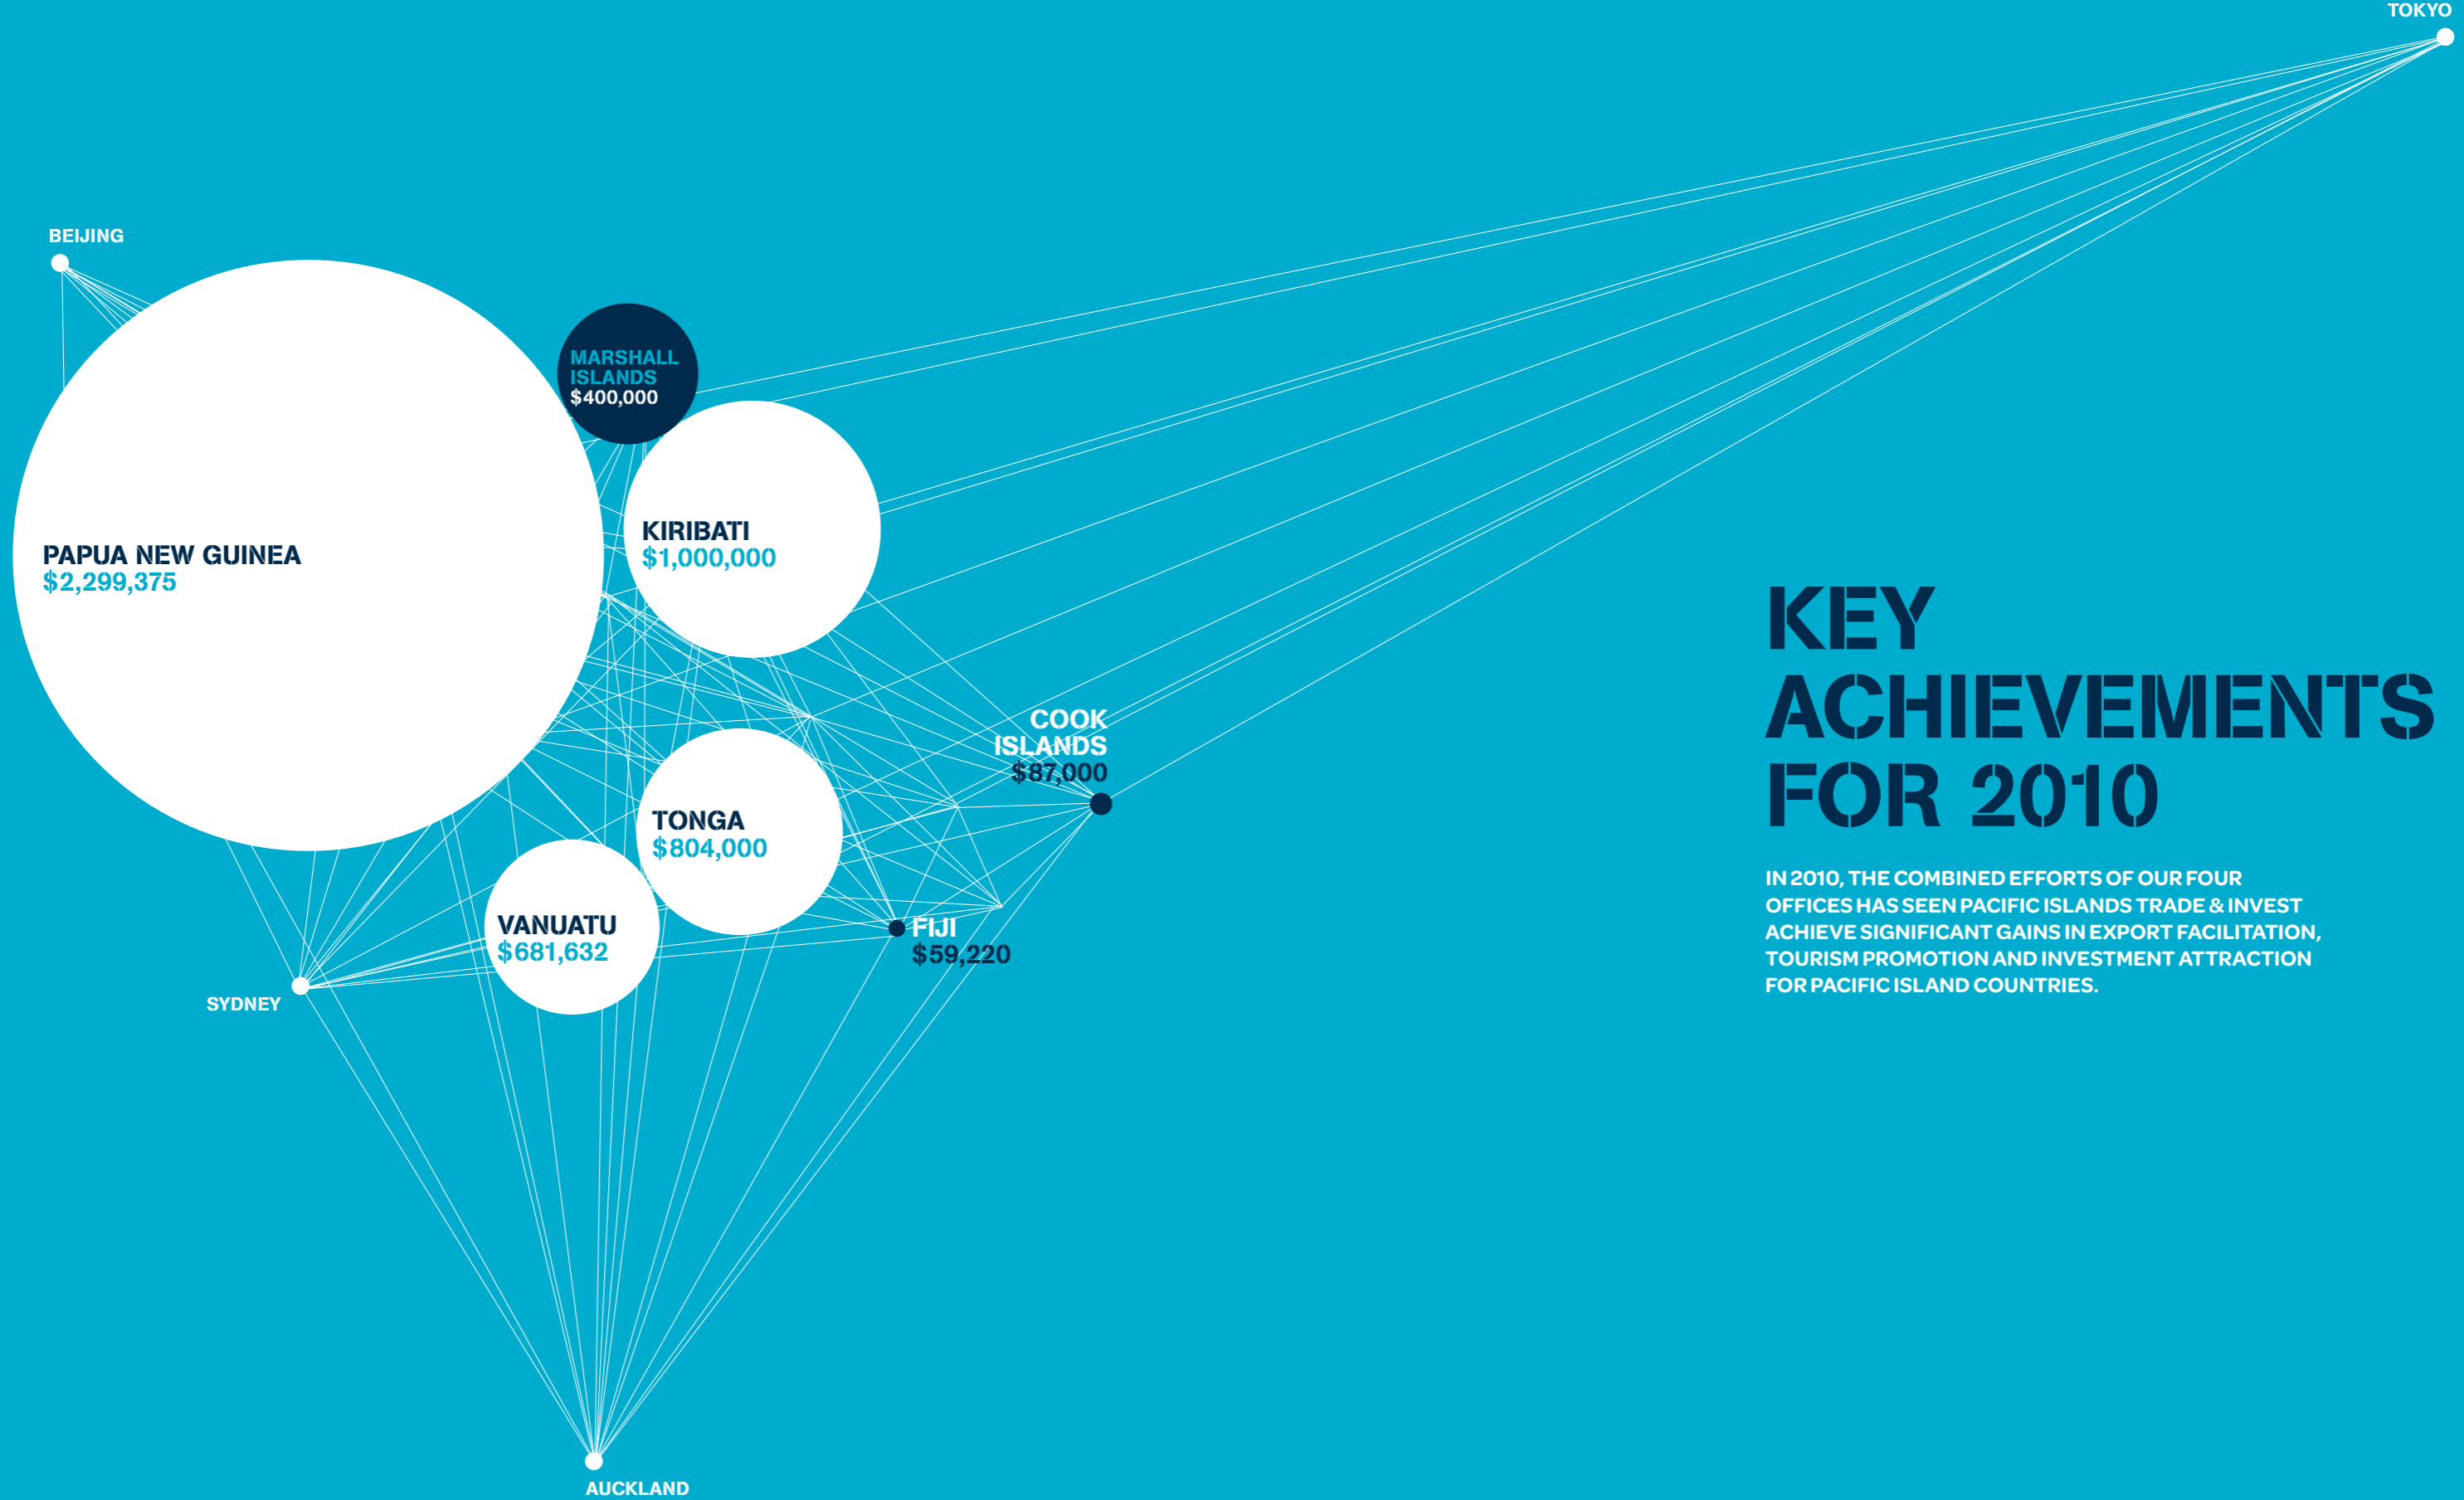 TOKYO
BEIJING
MARSHALL
ISLANDS
$400,000
KIRIBATI
$1,000,000
PAPUA NEW GUINEA
$2,299,375
COOK
ISLANDS
$87,000
TONGA
$804,000
VANUATU
$681,632
FIJI
$59,220
SYDNEY
AUCKLAND
KEY
ACHIEVEMENTS
FOR 2010
IN 2010, THE COMBINED EFFORTS OF OUR FOUR
OFFICES HAS SEEN PACIFIC ISLANDS TRADE & INVEST
ACHIEVE SIGNIFICANT GAINS IN EXPORT FACILITATION,
TOURISM PROMOTION AND INVESTMENT ATTRACTION
FOR PACIFIC ISLAND COUNTRIES.